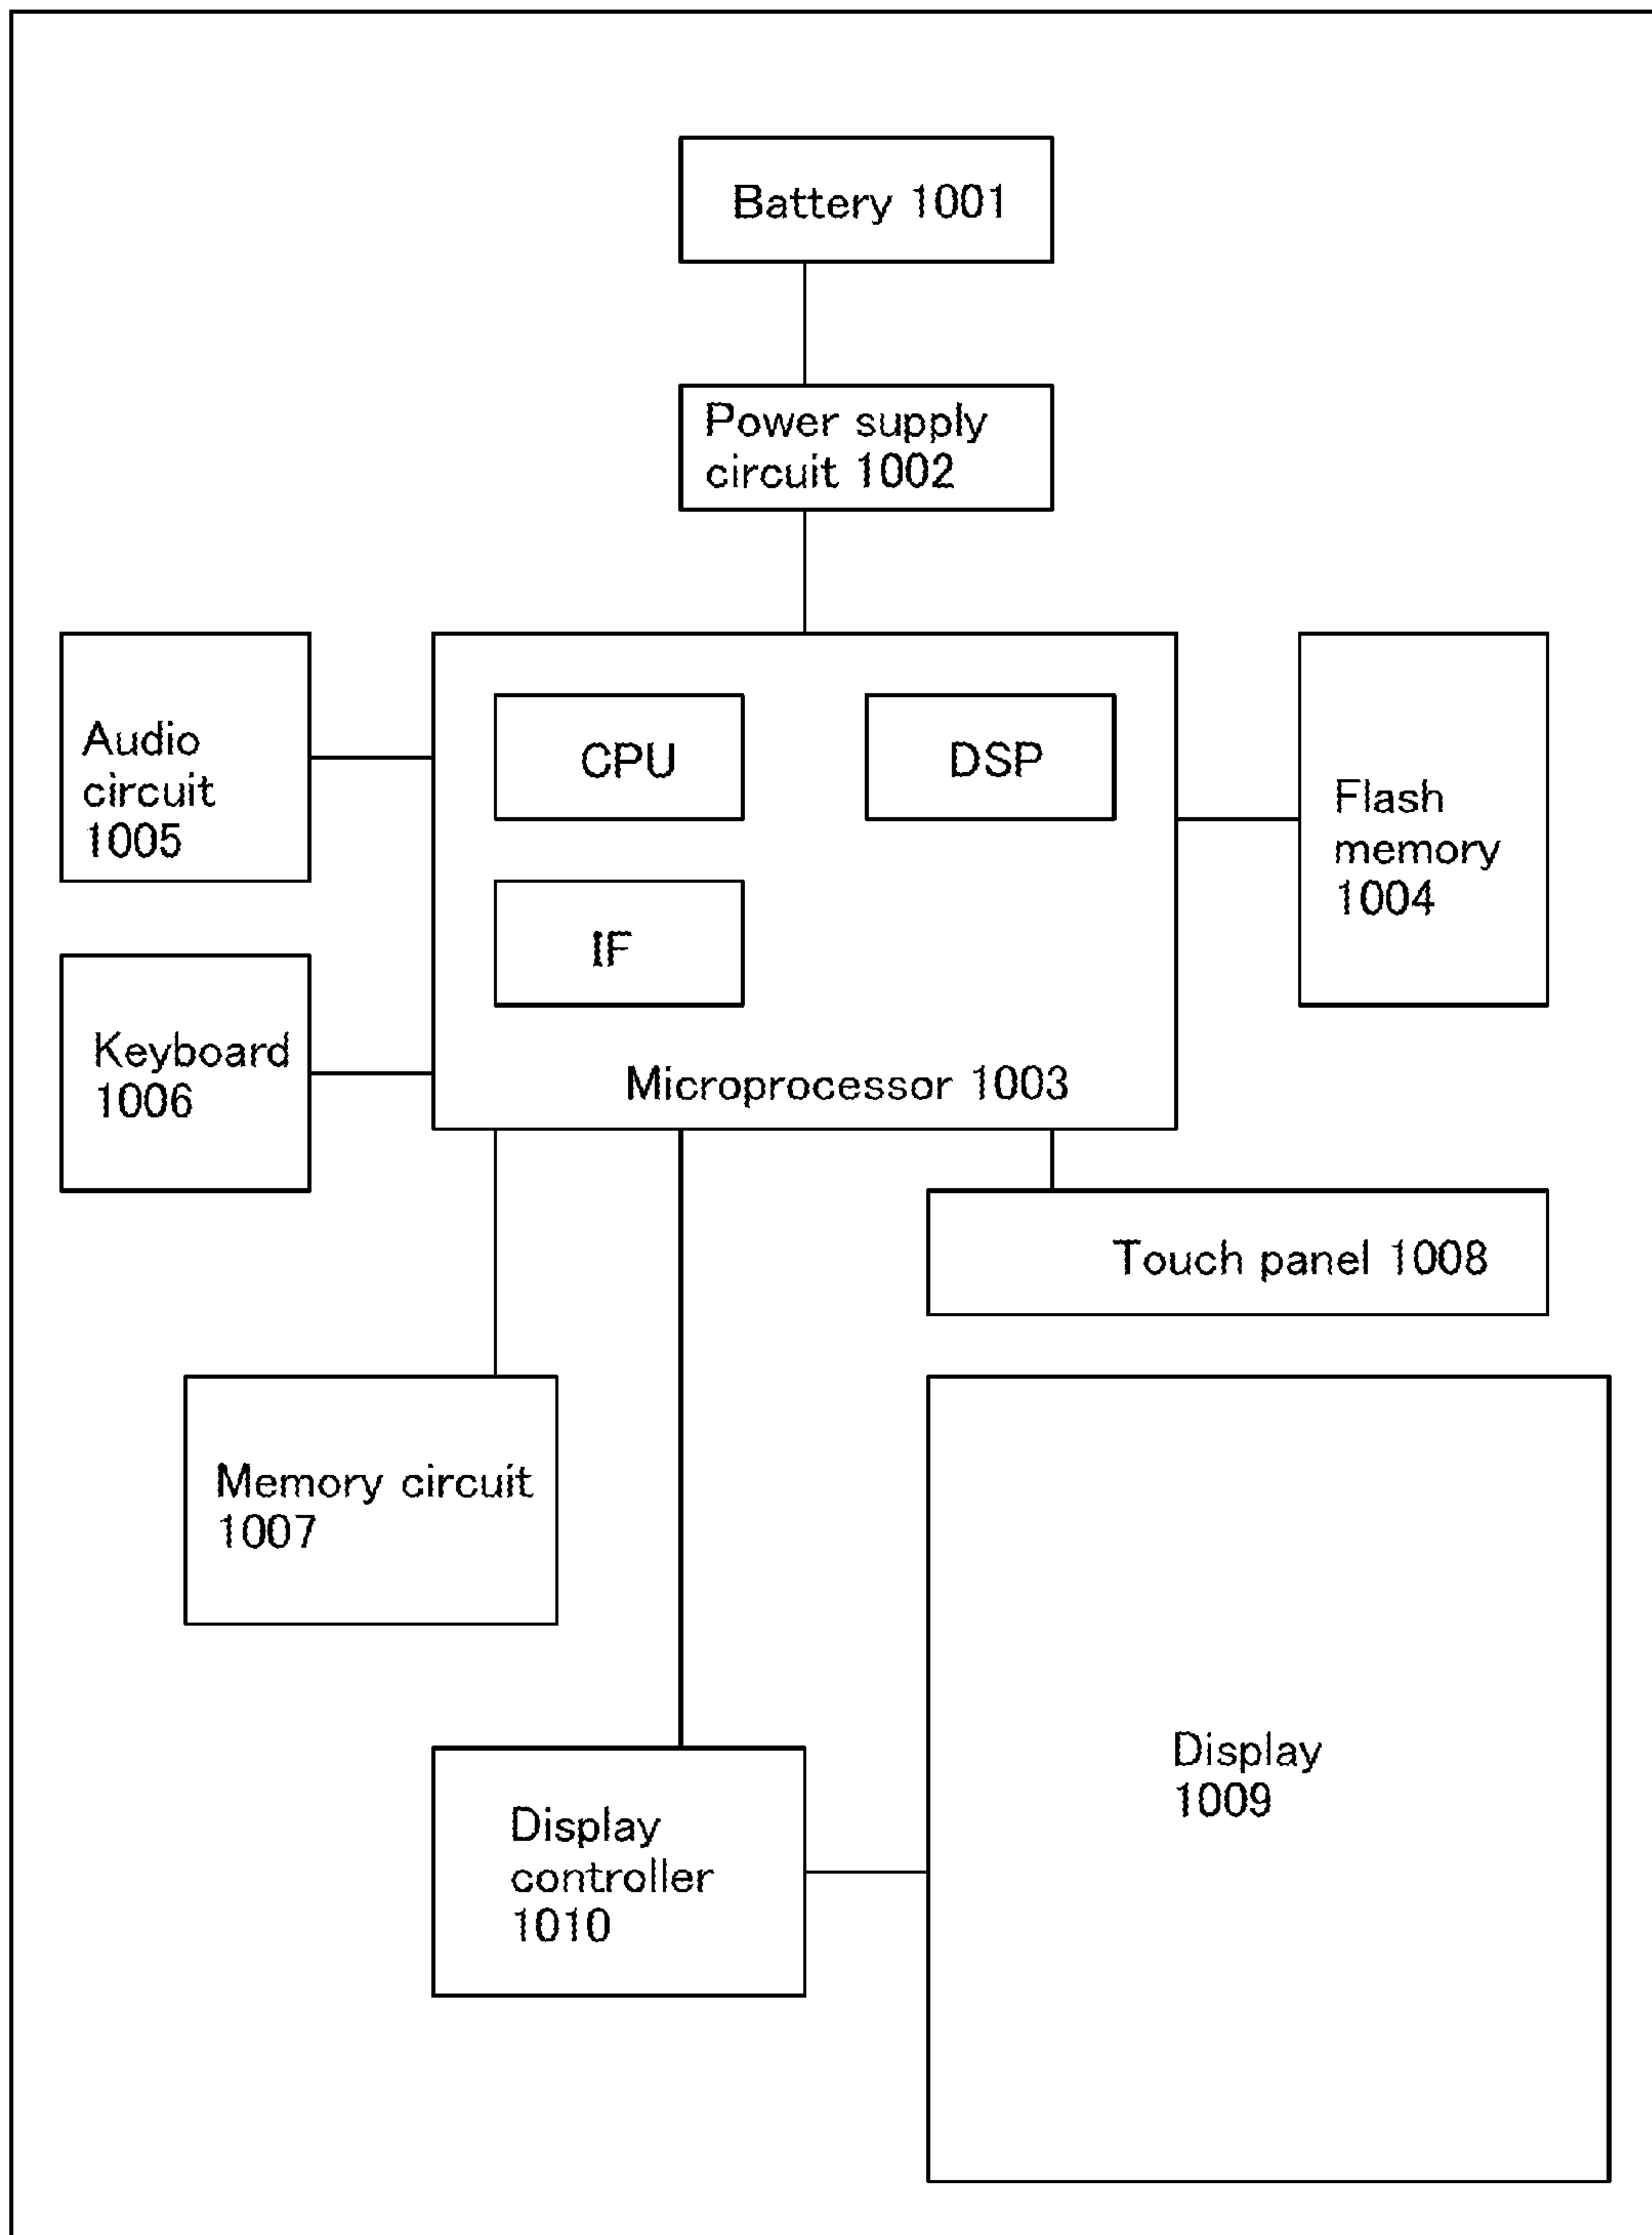 Battery 1001
Power supply
circuit 1002
Audio
circuit
1005
CPU
DSP
Flash
memory
1004
IF
Keyboard
1006
Microprocessor 1003
Touch panel 1008
Memory circuit
1007
Display
1009
Display
controller
1010